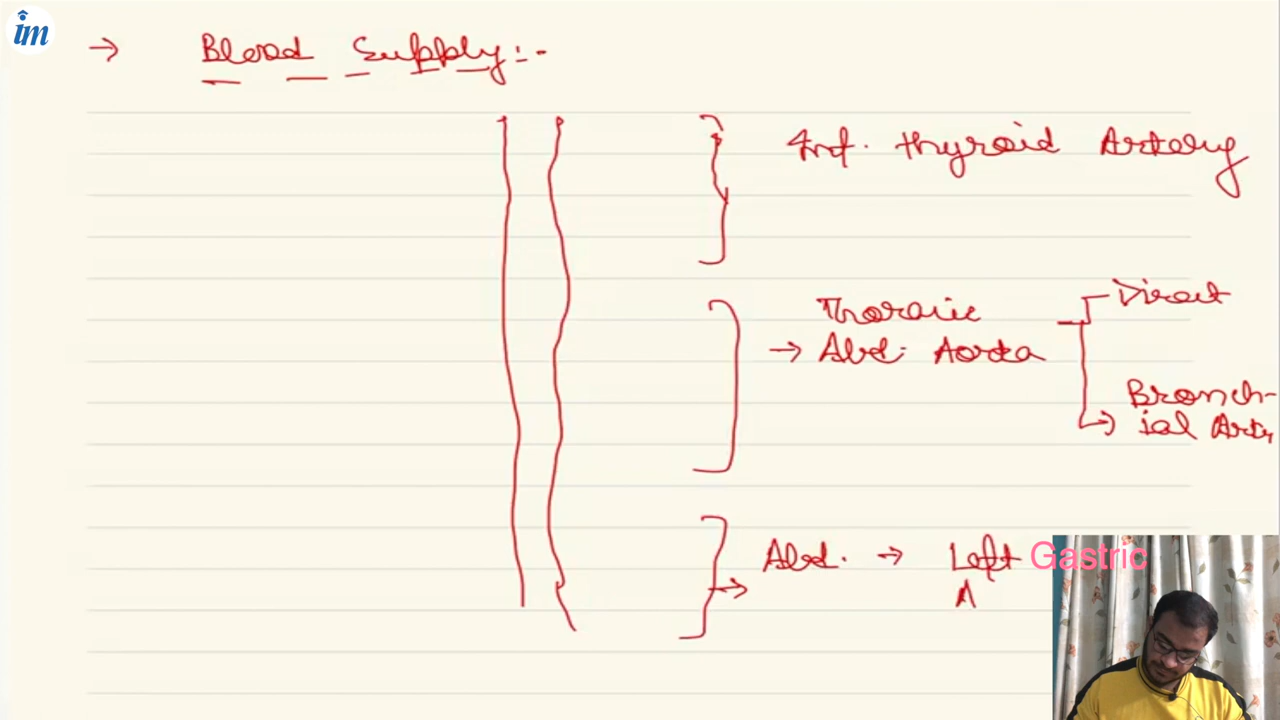 im
→ Blood Supply:-
Inf. Thyroid Artery
Thoracic
→ Abd. Aorta
Direct
→ Bronch-
ial Arty
→ Abd. → Left Gastric
A